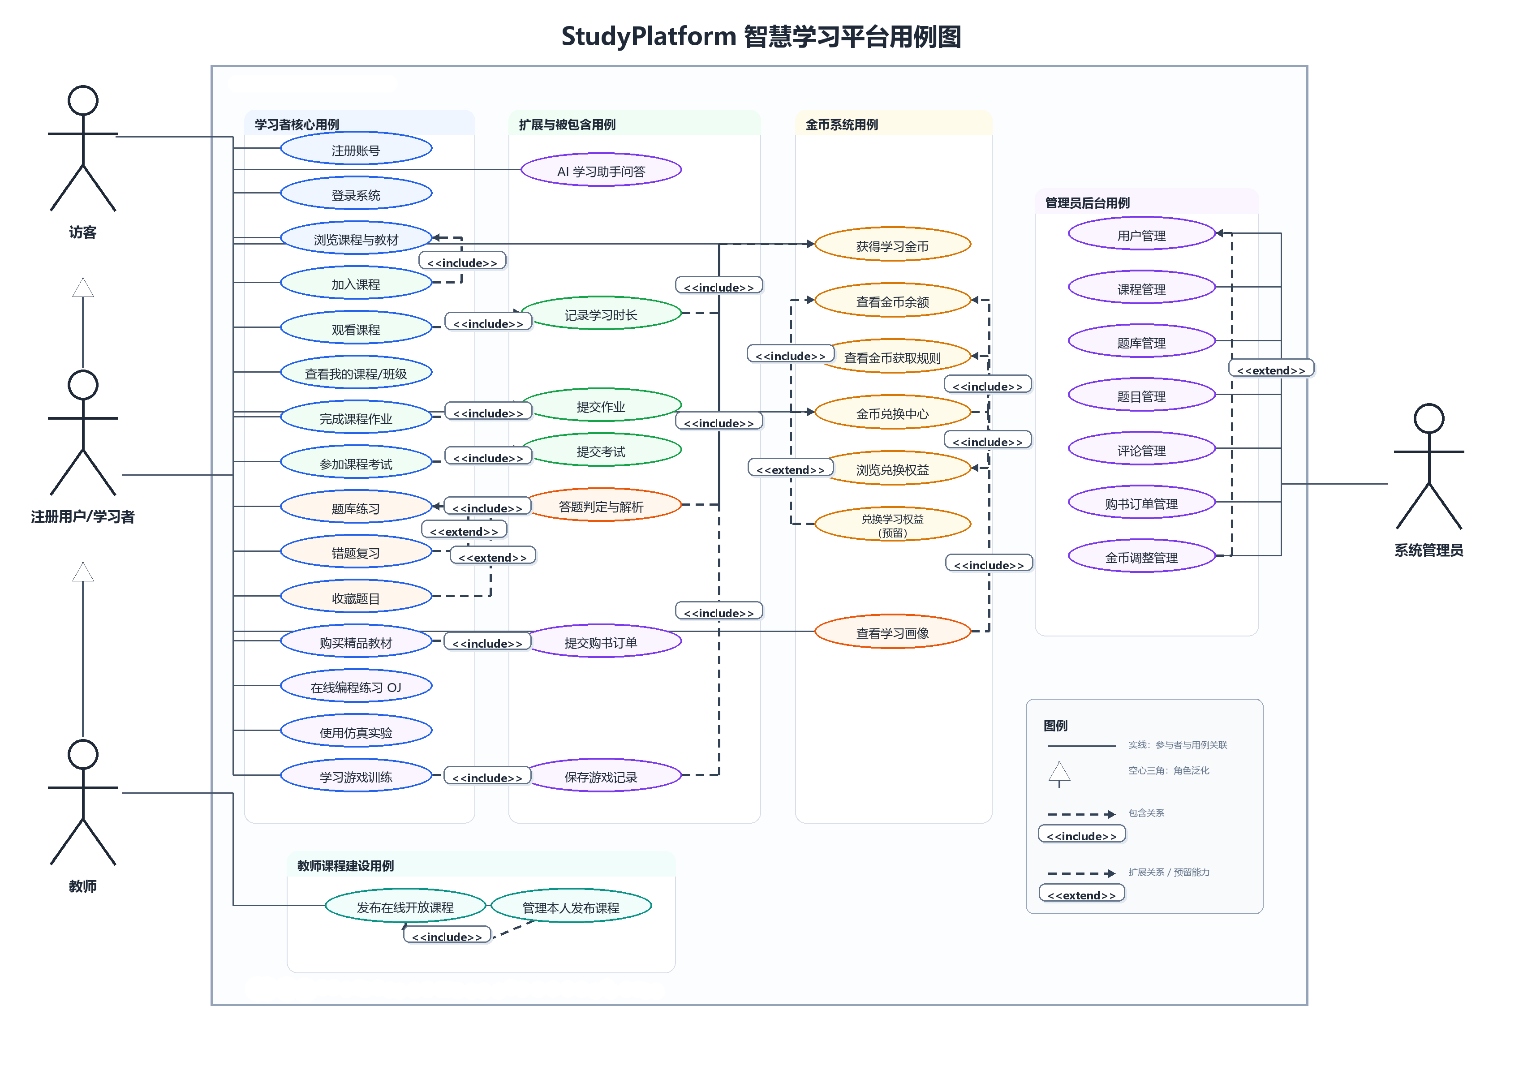 StudyPlatform 智慧学习平台用例图
访客
注册用户/学习者
教师
系统管理员
学习者核心用例
注册账号
登录系统
浏览课程与教材
加入课程
观看课程
查看我的课程/班级
完成课程作业
参加课程考试
题库练习
错题复习
收藏题目
购买精品教材
在线编程练习 OJ
使用仿真实验
学习游戏训练
<<include>>
<<include>>
<<include>>
<<include>>
<<include>>
<<extend>>
<<extend>>
<<include>>
<<include>>
扩展与被包含用例
AI 学习助手问答
记录学习时长
提交作业
提交考试
答题判定与解析
提交购书订单
保存游戏记录
<<include>>
<<include>>
<<include>>
金币系统用例
获得学习金币
查看金币余额
查看金币获取规则
金币兑换中心
浏览兑换权益
兑换学习权益
(预留)
查看学习画像
<<include>>
<<extend>>
<<include>>
<<include>>
<<include>>
管理员后台用例
用户管理
课程管理
题库管理
题目管理
评论管理
购书订单管理
金币调整管理
<<extend>>
教师课程建设用例
发布在线开放课程
管理本人发布课程
<<include>>
图例
实线：参与者与用例关联
空心三角：角色泛化
包含关系
<<include>>
扩展关系 / 预留能力
<<extend>>